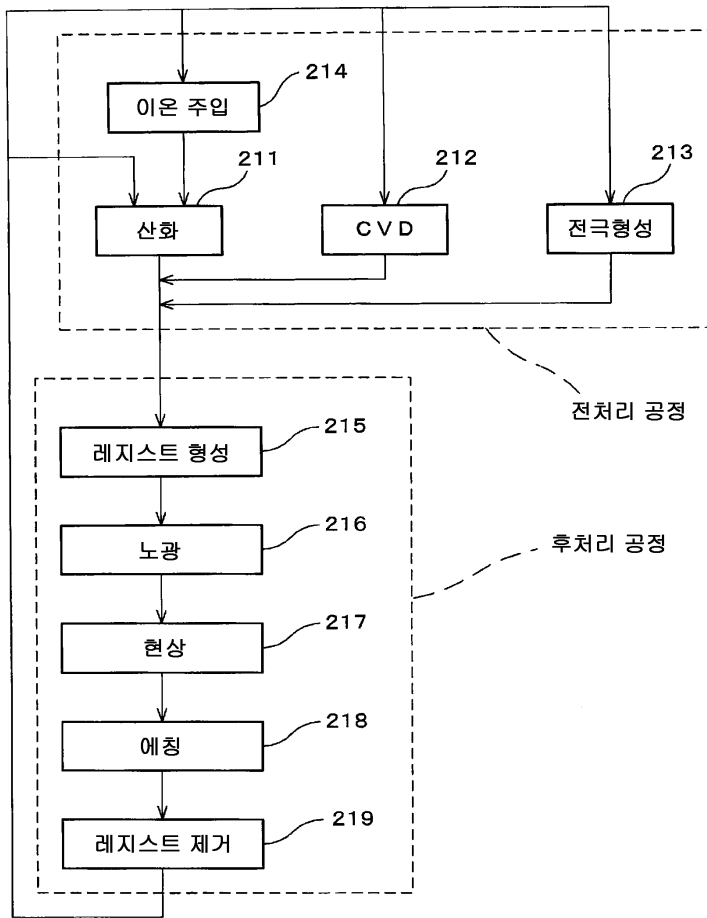 214
이온 주입
211
212
213
산화
CVD
전극형성
전처리 공정
215
레지스트 형성
216
노광
후처리 공정
217
현상
218
에칭
219
레지스트 제거